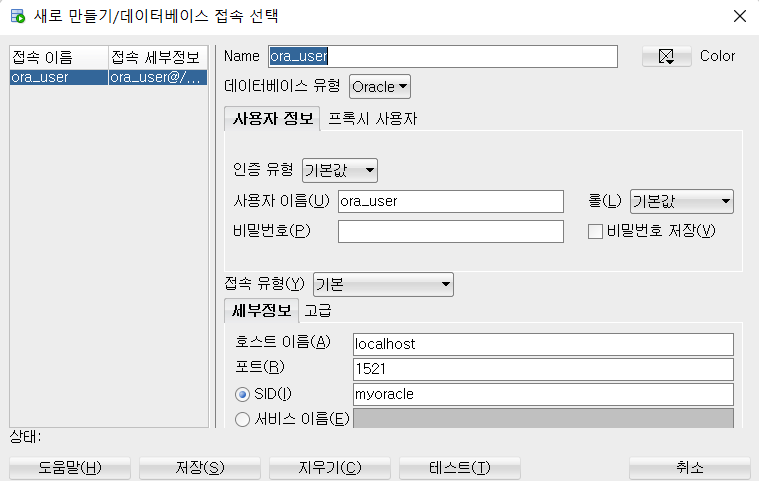 새로 만들기/데이터베이스 접속 선택
접속 이름 접속 세부정보
ora_user ora_user@/...
Name ora_user Color
데이터베이스 유형 Oracle
사용자 정보 프록시 사용자
인증 유형 기본값
사용자 이름(U) ora_user 롤(L) 기본값
비밀번호(P) 비밀번호 저장(V)
접속 유형(Y) 기본
세부정보 고급
호스트 이름(A) localhost
포트(R) 1521
SID(I) myoracle
서비스 이름(E)
상태:
도움말(H) 저장(S) 지우기(C) 테스트(T) 취소